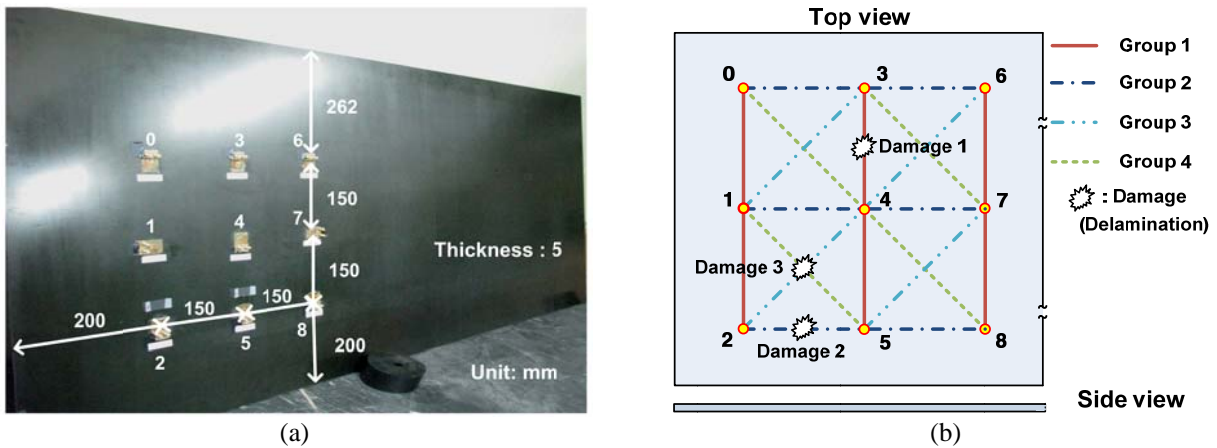 0
3
6
262
150
1
4
7
150
Thickness : 5
200
150
150
2
5
8
200
Unit: mm
(a)
Top view
0
3
6
Damage 1
1
4
7
Damage 3
2
5
8
Damage 2
Side view
Group 1
Group 2
Group 3
Group 4
: Damage
(Delamination)
(b)